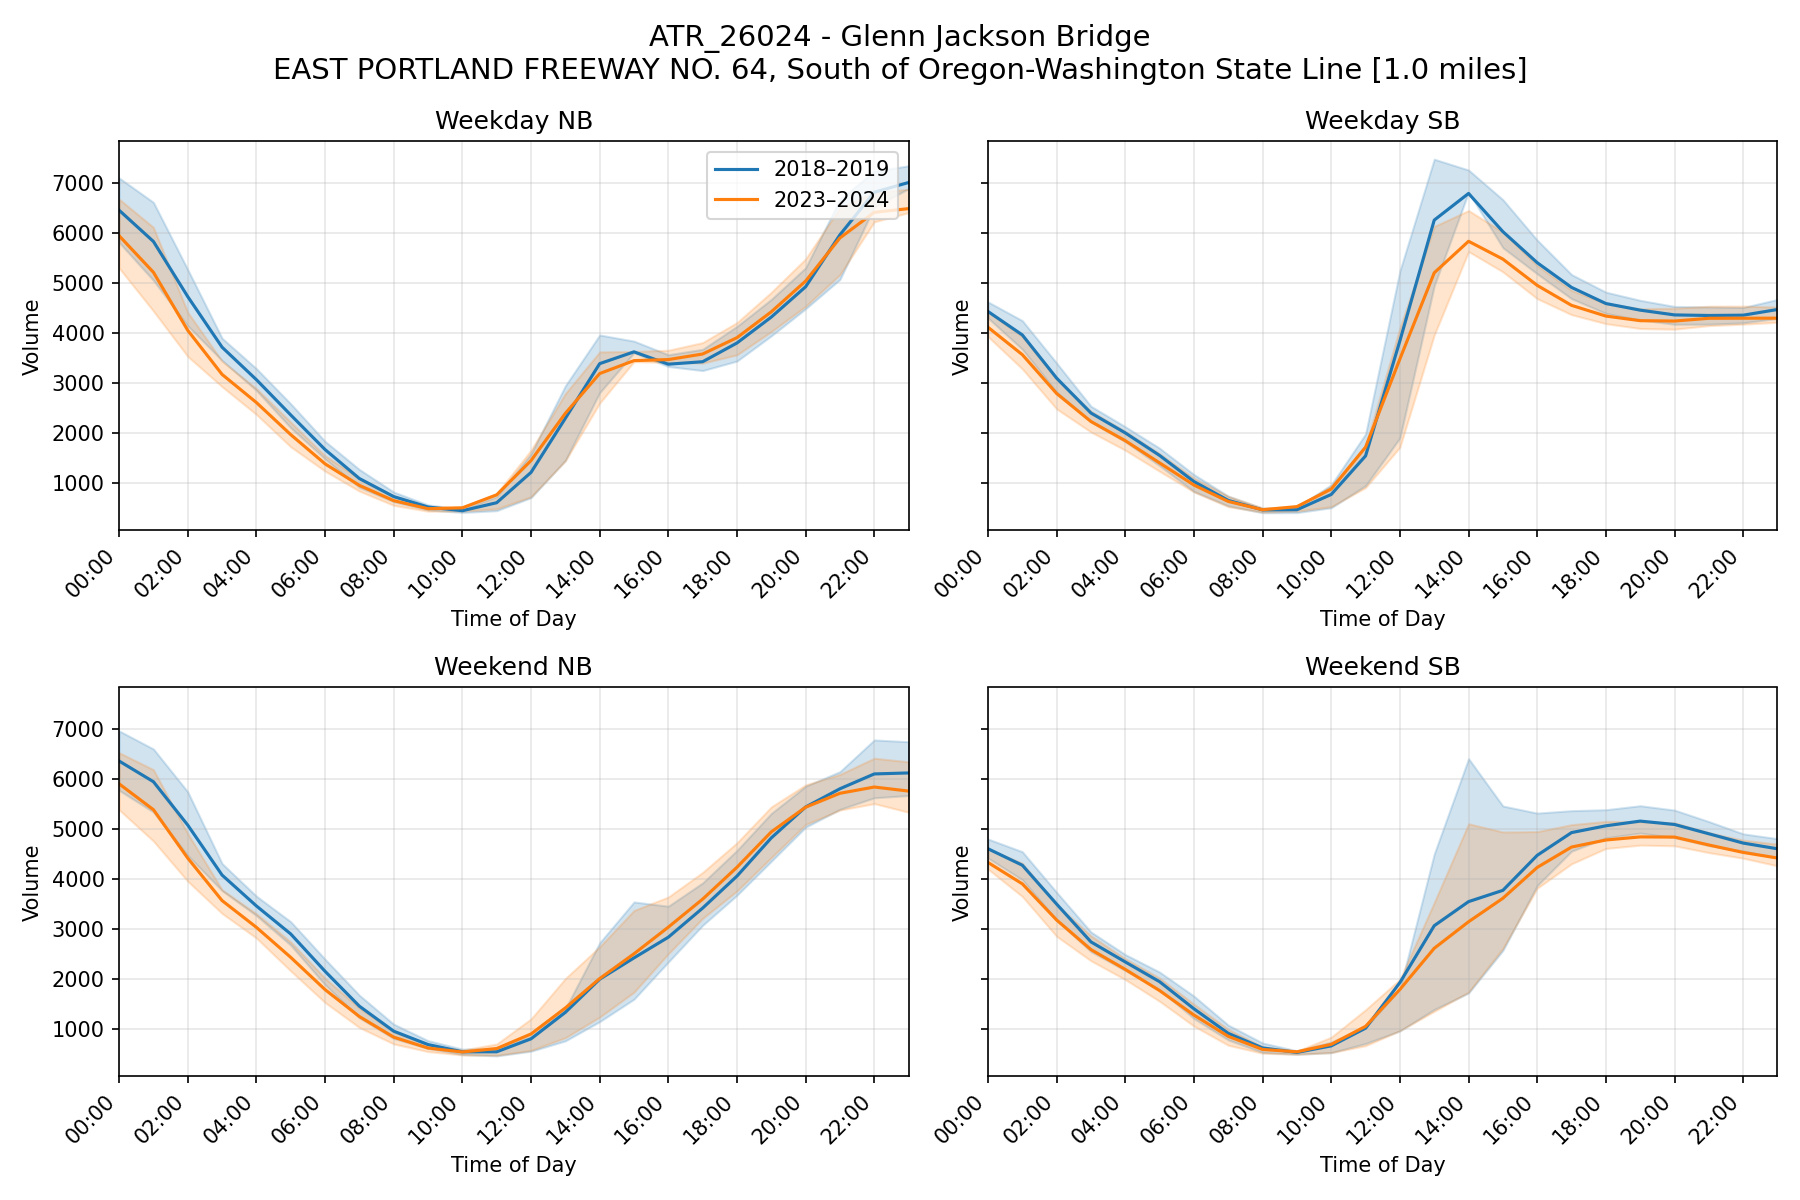 ATR_26024 - Glenn Jackson Bridge
EAST PORTLAND FREEWAY NO. 64, South of Oregon-Washington State Line [1.0 miles]
Weekday NB
2018–2019
2023–2024
Volume
7000
6000
5000
4000
3000
2000
1000
00:00 02:00 04:00 06:00 08:00 10:00 12:00 14:00 16:00 18:00 20:00 22:00
Time of Day
Weekday SB
Volume
00:00 02:00 04:00 06:00 08:00 10:00 12:00 14:00 16:00 18:00 20:00 22:00
Time of Day
Weekend NB
Volume
7000
6000
5000
4000
3000
2000
1000
00:00 02:00 04:00 06:00 08:00 10:00 12:00 14:00 16:00 18:00 20:00 22:00
Time of Day
Weekend SB
Volume
00:00 02:00 04:00 06:00 08:00 10:00 12:00 14:00 16:00 18:00 20:00 22:00
Time of Day